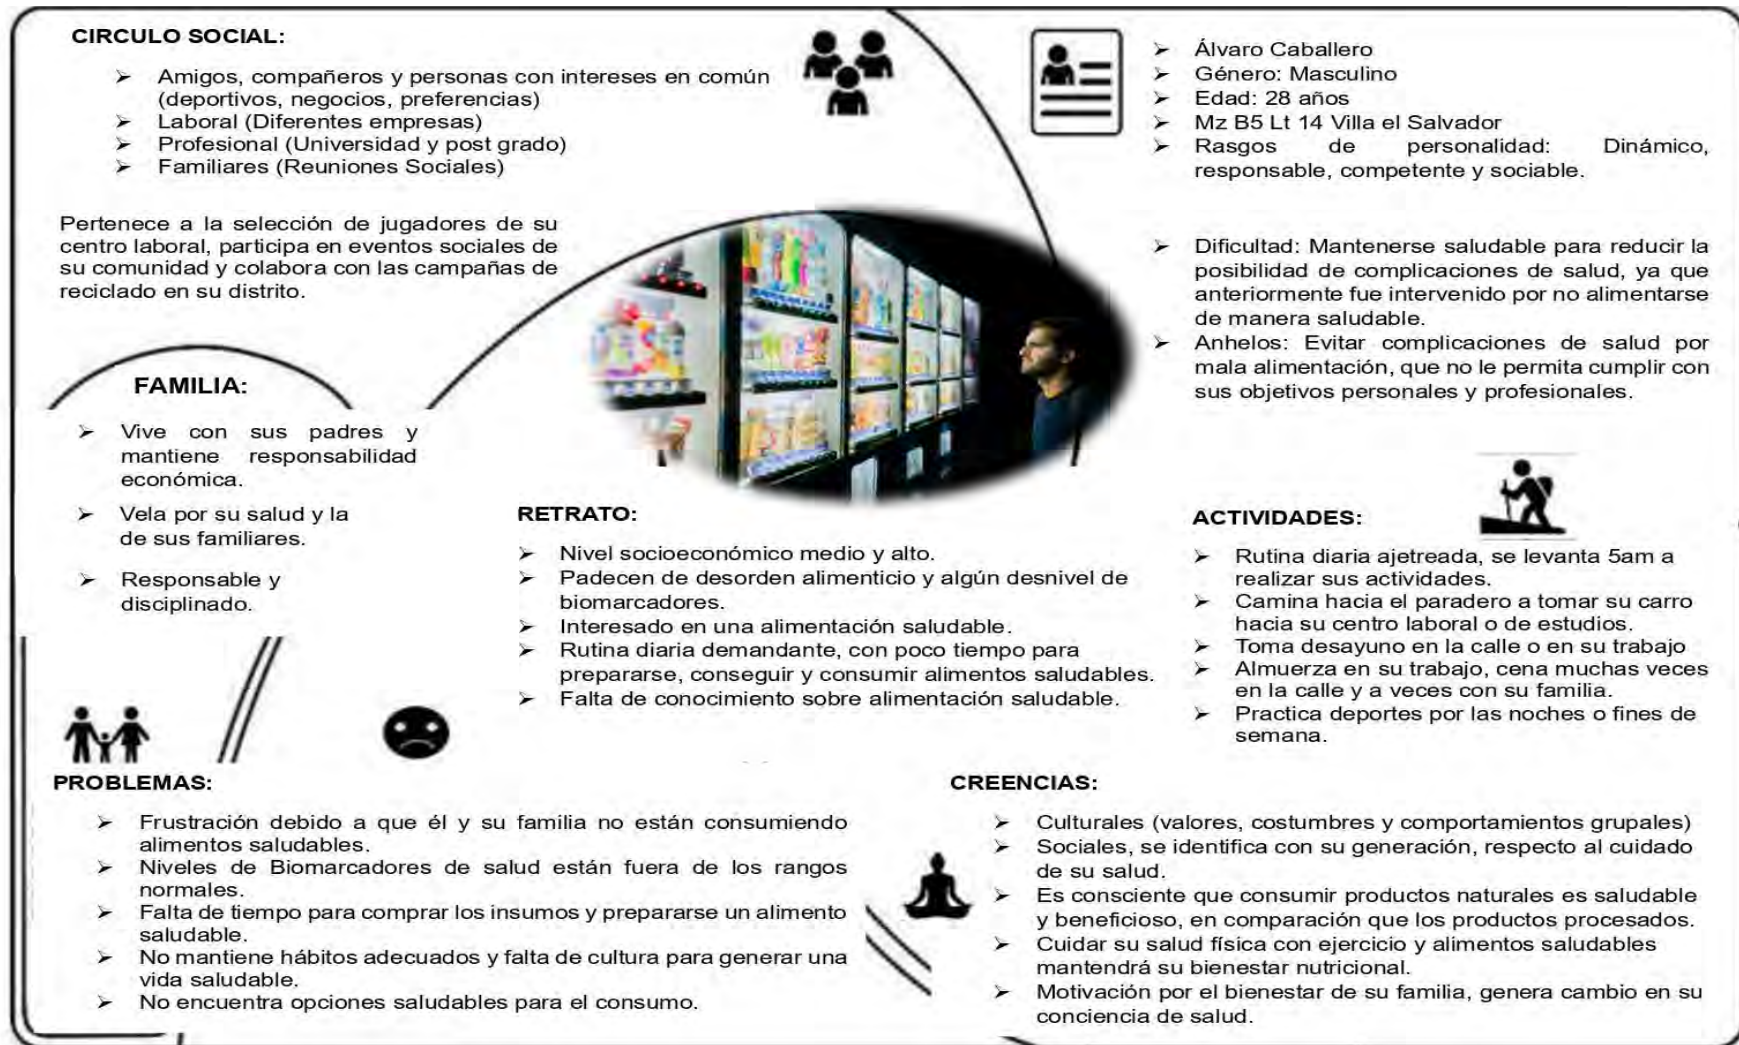 CIRCULO SOCIAL:
➢ Amigos, compañeros y personas con intereses en común
(deportivos, negocios, preferencias)
➢ Laboral (Diferentes empresas)
➢ Profesional (Universidad y post grado)
➢ Familiares (Reuniones Sociales)
Pertenece a la selección de jugadores de su
centro laboral, participa en eventos sociales de
su comunidad y colabora con las campañas de
reciclado en su distrito.
➢ Álvaro Caballero
➢ Género: Masculino
➢ Edad: 28 años
➢ Mz B5 Lt 14 Villa el Salvador
➢ Rasgos de personalidad: Dinámico,
responsable, competente y sociable.
➢ Dificultad: Mantenerse saludable para reducir la
posibilidad de complicaciones de salud, ya que
anteriormente fue intervenido por no alimentarse
de manera saludable.
➢ Anhelos: Evitar complicaciones de salud por
mala alimentación, que no le permita cumplir con
sus objetivos personales y profesionales.
FAMILIA:
➢ Vive con sus padres y
mantiene responsabilidad
económica.
➢ Vela por su salud y la
de sus familiares.
➢ Responsable y
disciplinado.
RETRATO:
➢ Nivel socioeconómico medio y alto.
➢ Padecen de desorden alimenticio y algún desnivel de
biomarcadores.
➢ Interesado en una alimentación saludable.
➢ Rutina diaria demandante, con poco tiempo para
prepararse, conseguir y consumir alimentos saludables.
➢ Falta de conocimiento sobre alimentación saludable.
ACTIVIDADES:
➢ Rutina diaria ajetreada, se levanta 5am a
realizar sus actividades.
➢ Camina hacia el paradero a tomar su carro
hacia su centro laboral o de estudios.
➢ Toma desayuno en la calle o en su trabajo
➢ Almuerza en su trabajo, cena muchas veces
en la calle y a veces con su familia.
➢ Practica deportes por las noches o fines de
semana.
PROBLEMAS:
➢ Frustración debido a que él y su familia no están consumiendo
alimentos saludables.
➢ Niveles de Biomarcadores de salud están fuera de los rangos
normales.
➢ Falta de tiempo para comprar los insumos y prepararse un alimento
saludable.
➢ No mantiene hábitos adecuados y falta de cultura para generar una
vida saludable.
➢ No encuentra opciones saludables para el consumo.
CREENCIAS:
➢ Culturales (valores, costumbres y comportamientos grupales)
➢ Sociales, se identifica con su generación, respecto al cuidado
de su salud.
➢ Es consciente que consumir productos naturales es saludable
y beneficioso, en comparación que los productos procesados.
➢ Cuidar su salud física con ejercicio y alimentos saludables
mantendrá su bienestar nutricional.
➢ Motivación por el bienestar de su familia, genera cambio en su
conciencia de salud.